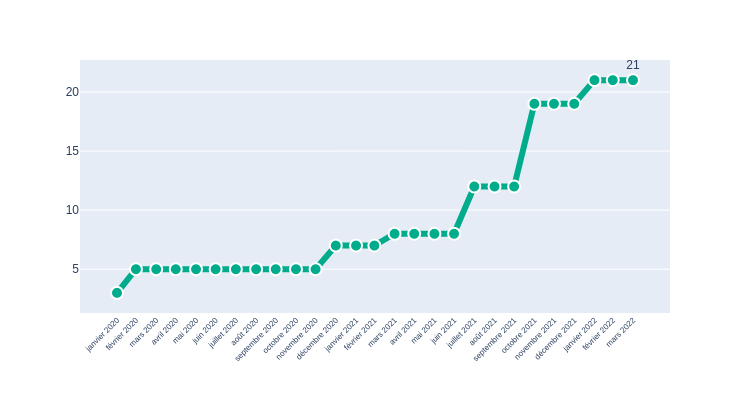 21
20
15
10
5
janvier 2020
février 2020
mars 2020
avril 2020
mai 2020
juin 2020
juillet 2020
août 2020
septembre 2020
octobre 2020
novembre 2020
décembre 2020
janvier 2021
février 2021
mars 2021
avril 2021
mai 2021
juin 2021
juillet 2021
août 2021
septembre 2021
octobre 2021
novembre 2021
décembre 2021
janvier 2022
février 2022
mars 2022